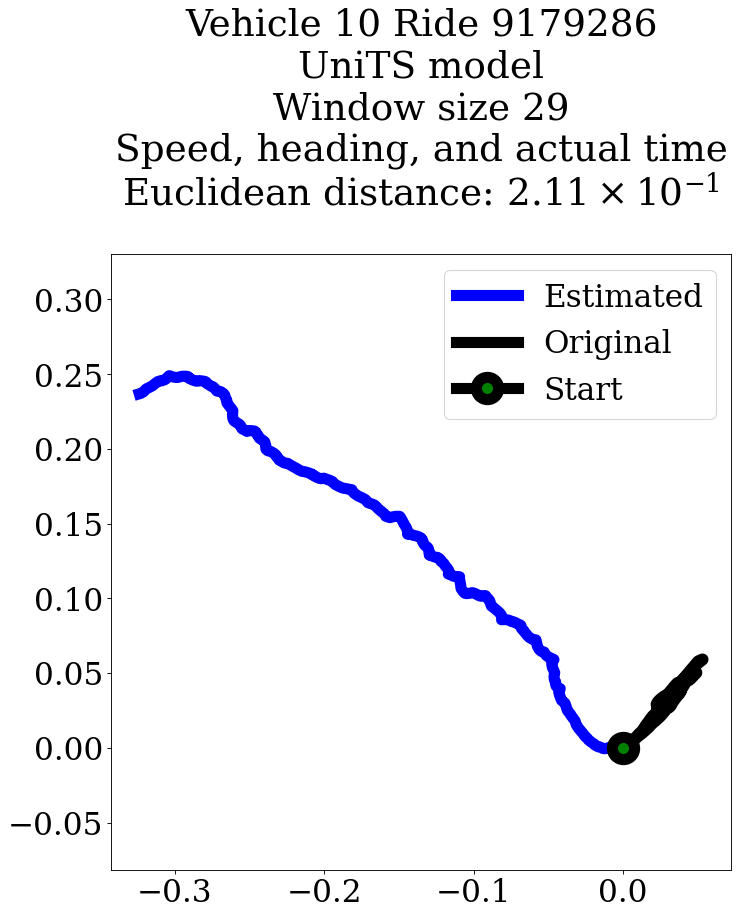 Vehicle 10 Ride 9179286
UniTS model
Window size 29
Speed, heading, and actual time
Euclidean distance: 2.11 × 10⁻¹
Estimated
Original
Start
0.30
0.25
0.20
0.15
0.10
0.05
0.00
−0.05
−0.3 −0.2 −0.1 0.0